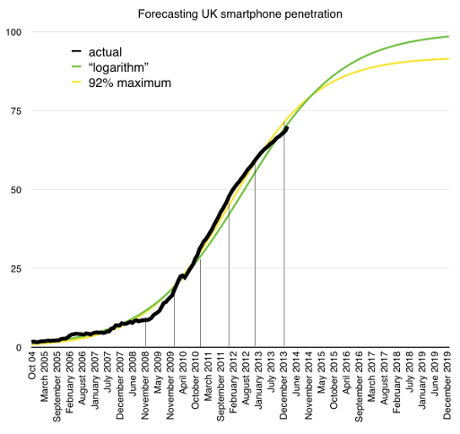 Forecasting UK smartphone penetration
100
75
50
25
0
actual
“logarithm”
92% maximum
Oct 04
March 2005
September 2005
February 2006
August 2006
January 2007
July 2007
December 2007
June 2008
November 2008
May 2009
November 2009
April 2010
October 2010
March 2011
August 2011
February 2012
August 2012
January 2013
July 2013
December 2013
June 2014
November 2014
May 2015
October 2015
April 2016
September 2016
March 2017
August 2017
February 2018
July 2018
January 2019
June 2019
December 2019